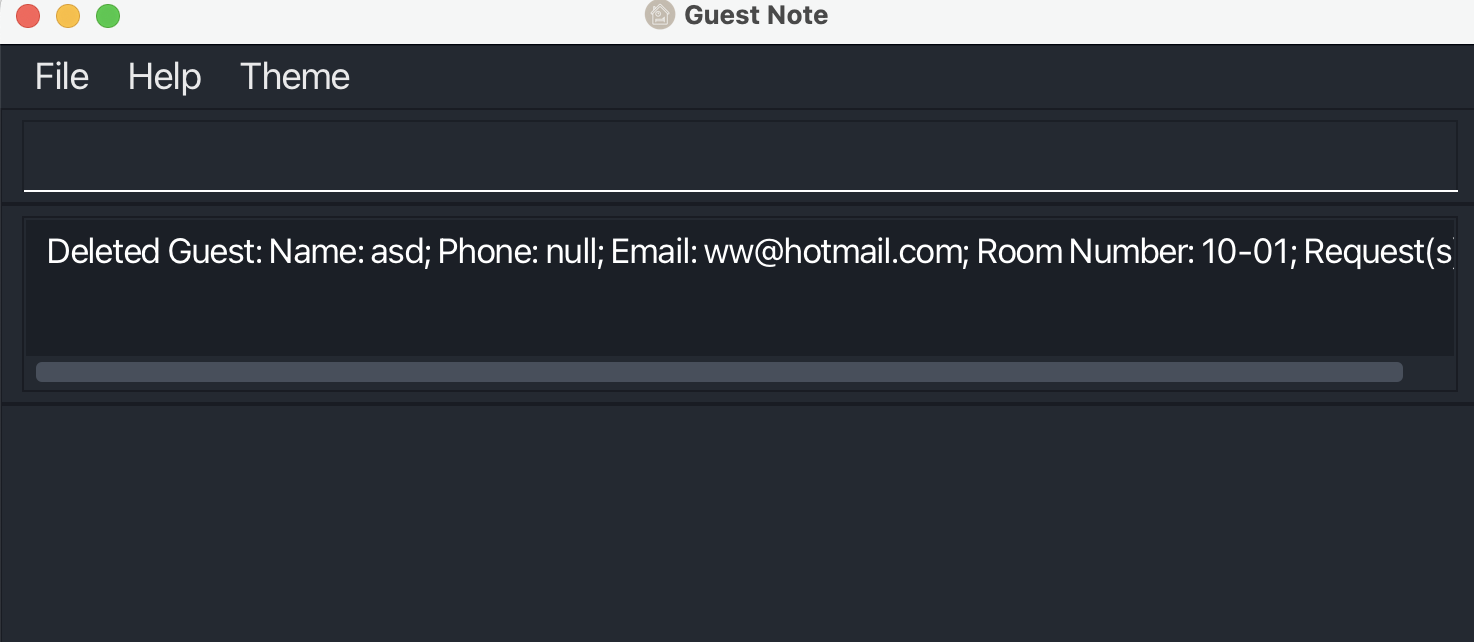 Guest Note
File Help Theme
Deleted Guest: Name: asd; Phone: null; Email: ww@hotmail.com; Room Number: 10-01; Request(s